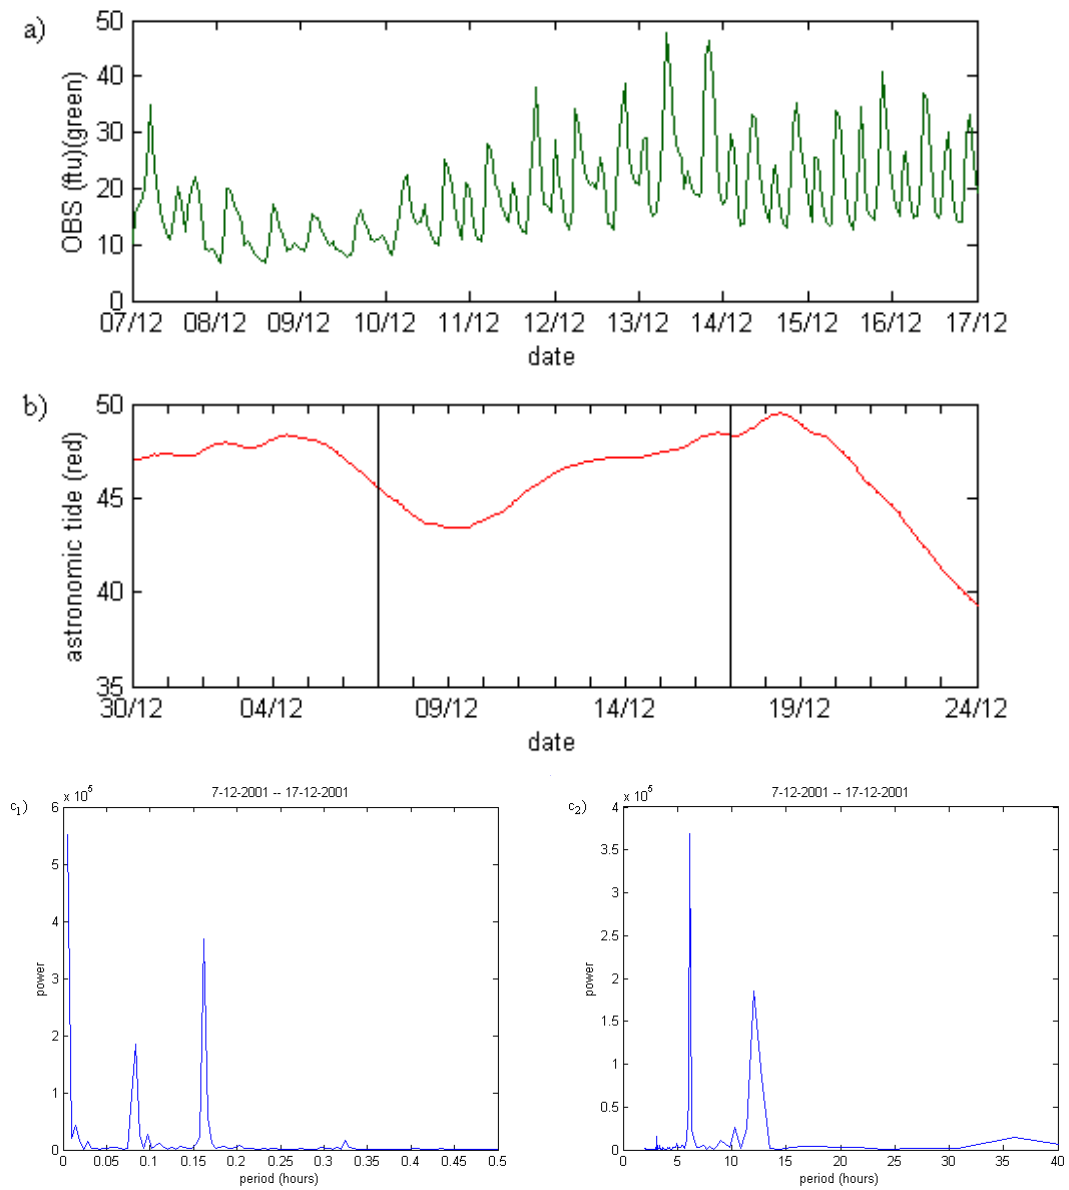 a)
OBS (ftu)(green)
50
40
30
20
10
0
07/12 08/12 09/12 10/12 11/12 12/12 13/12 14/12 15/12 16/12 17/12
date
b)
astronomic tide (red)
50
45
40
35
30/12 04/12 09/12 14/12 19/12 24/12
date
c1)
x 10^5
7-12-2001 -- 17-12-2001
power
6
5
4
3
2
1
0
0 0.05 0.1 0.15 0.2 0.25 0.3 0.35 0.4 0.45 0.5
period (hours)
c2)
x 10^5
7-12-2001 -- 17-12-2001
power
4
3.5
3
2.5
2
1.5
1
0.5
0
0 5 10 15 20 25 30 35 40
period (hours)